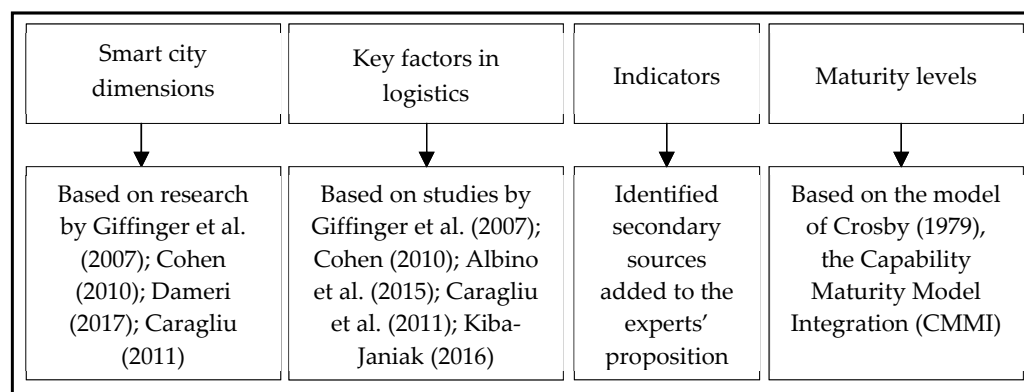 Smart city
dimensions
Key factors in
logistics
Indicators
Maturity levels
Based on research
by Giffinger et al.
(2007); Cohen
(2010); Dameri
(2017); Caragliu
(2011)
Based on studies by
Giffinger et al. (2007);
Cohen (2010); Albino
et al. (2015); Caragliu
et al. (2011); Kiba-
Janiak (2016)
Identified
secondary
sources
added to the
experts’
proposition
Based on the model
of Crosby (1979),
the Capability
Maturity Model
Integration (CMMI)